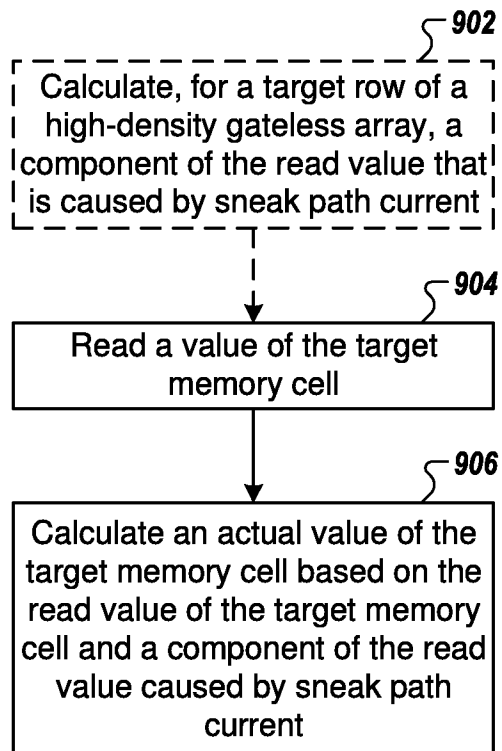 902
Calculate, for a target row of a
high-density gateless array, a
component of the read value that
is caused by sneak path current
904
Read a value of the target
memory cell
906
Calculate an actual value of the
target memory cell based on the
read value of the target memory
cell and a component of the read
value caused by sneak path
current